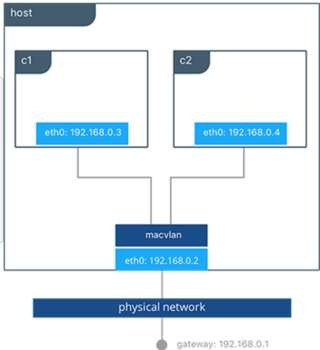 host
c1
c2
eth0: 192.168.0.3
eth0: 192.168.0.4
macvlan
eth0: 192.168.0.2
physical network
gateway: 192.168.0.1